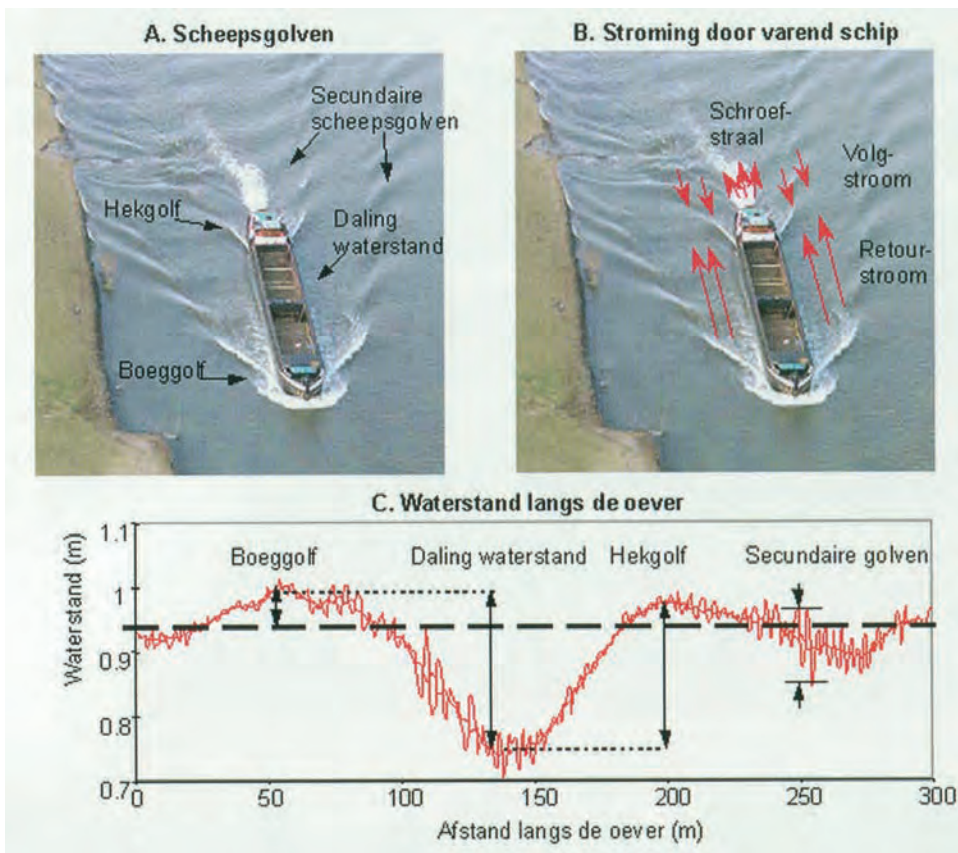 A. Scheepsgolven
Secundaire
scheepsgolven
Hekgolf
Daling
waterstand
Boeggolf
B. Stroming door varend schip
Schroef-
straal
Volg-
stroom
Retour-
stroom
C. Waterstand langs de oever
Waterstand (m)
1.1
1
0.9
0.8
0.7
Boeggolf
Daling waterstand
Hekgolf
Secundaire golven
0
50
100
150
200
250
300
Afstand langs de oever (m)